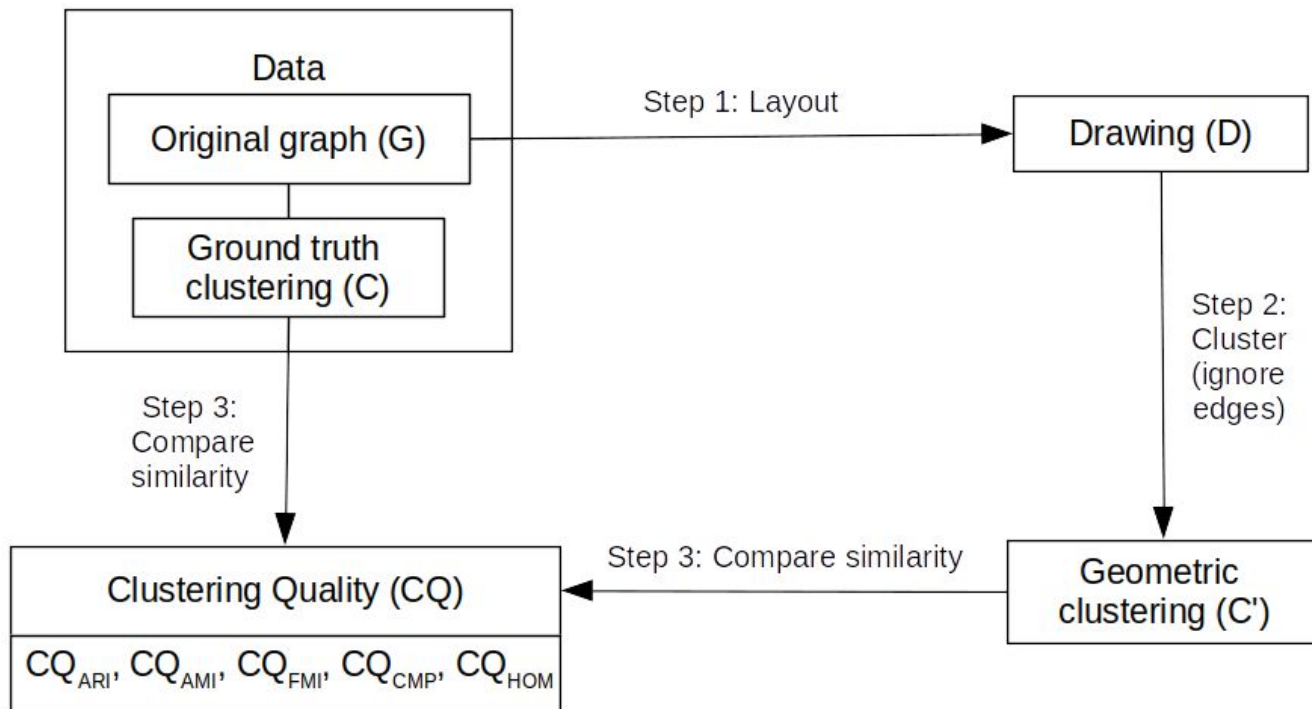 Data
Original graph (G)
Ground truth
clustering (C)
Step 1: Layout
Drawing (D)
Step 2:
Cluster
(ignore
edges)
Step 3:
Compare
similarity
Step 3: Compare similarity
Geometric
clustering (C')
Clustering Quality (CQ)
CQARI, CQAMI, CQFMI, CQCMP, CQHOM